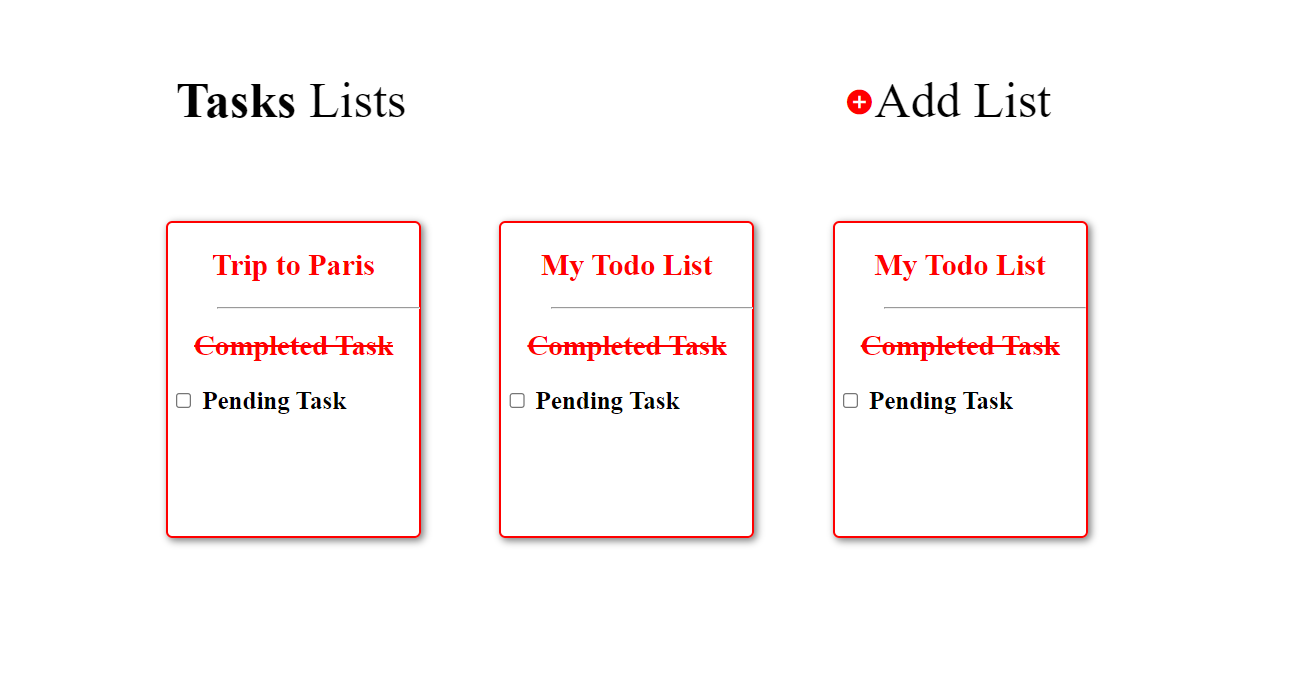 Tasks Lists
Add List
Trip to Paris
Completed Task
Pending Task
My Todo List
Completed Task
Pending Task
My Todo List
Completed Task
Pending Task